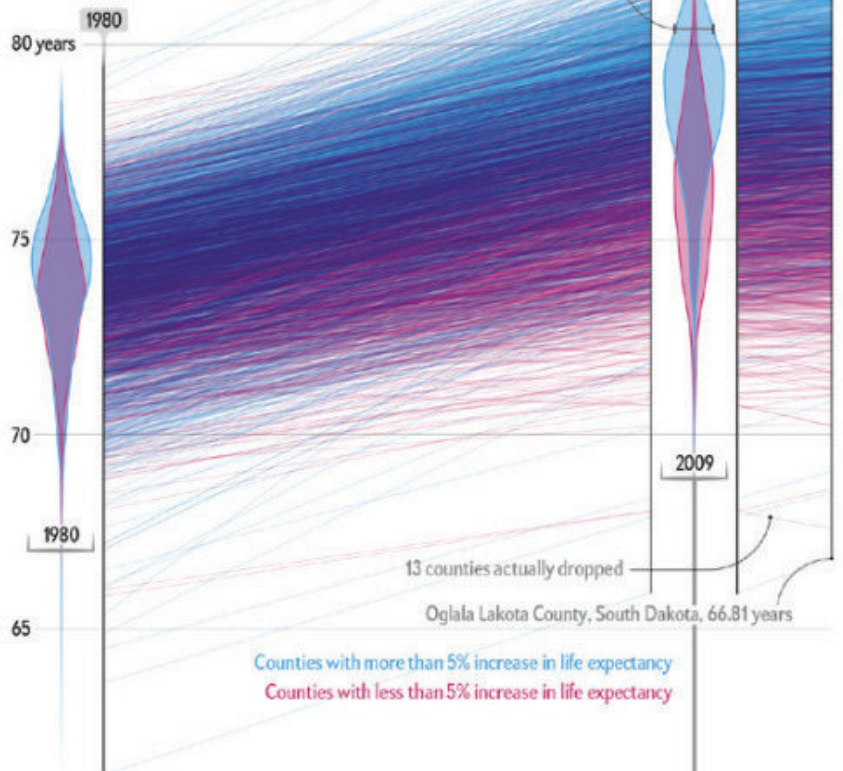 1980
80 years
75
70
2009
1980
13 counties actually dropped
Oglala Lakota County, South Dakota, 66.81 years
65
Counties with more than 5% increase in life expectancy
Counties with less than 5% increase in life expectancy